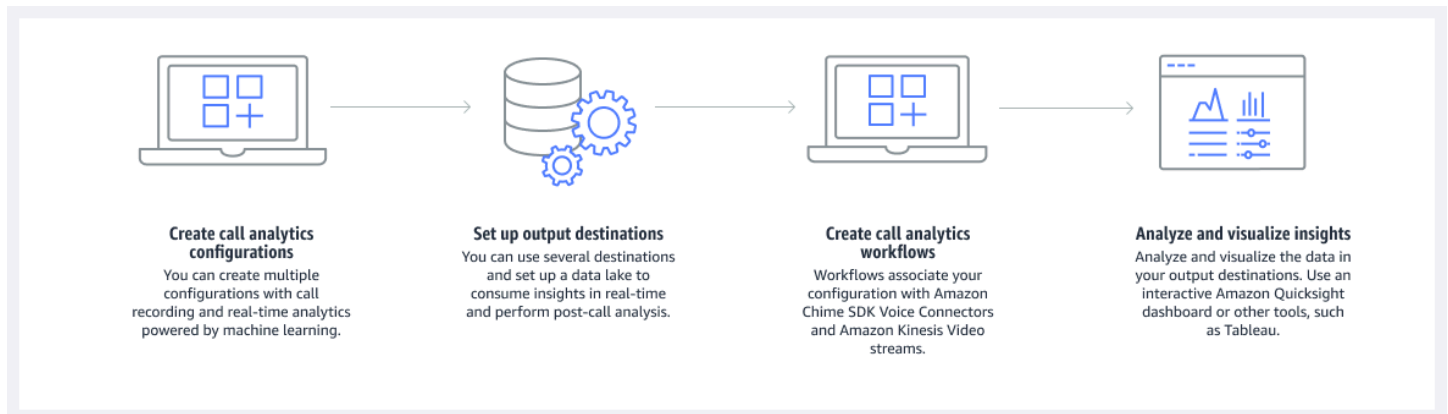 Create call analytics
configurations
You can create multiple
configurations with call
recording and real-time analytics
powered by machine learning.
Set up output destinations
You can use several destinations
and set up a data lake to
consume insights in real-time
and perform post-call analysis.
Create call analytics
workflows
Workflows associate your
configuration with Amazon
Chime SDK Voice Connectors
and Amazon Kinesis Video
streams.
Analyze and visualize insights
Analyze and visualize the data in
your output destinations. Use an
interactive Amazon Quicksight
dashboard or other tools, such
as Tableau.